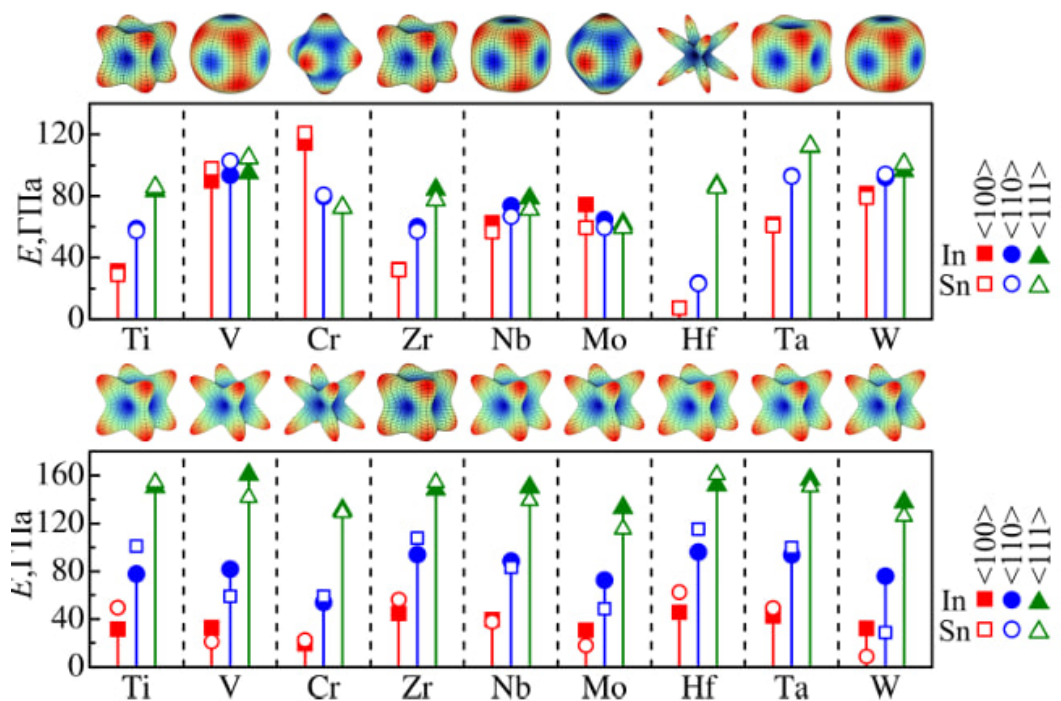 120
80
40
0
E,ГПа
Ti V Cr Zr Nb Mo Hf Ta W
<100> <110> <111>
In
Sn
160
120
80
40
0
E,ГПа
Ti V Cr Zr Nb Mo Hf Ta W
<100> <110> <111>
In
Sn